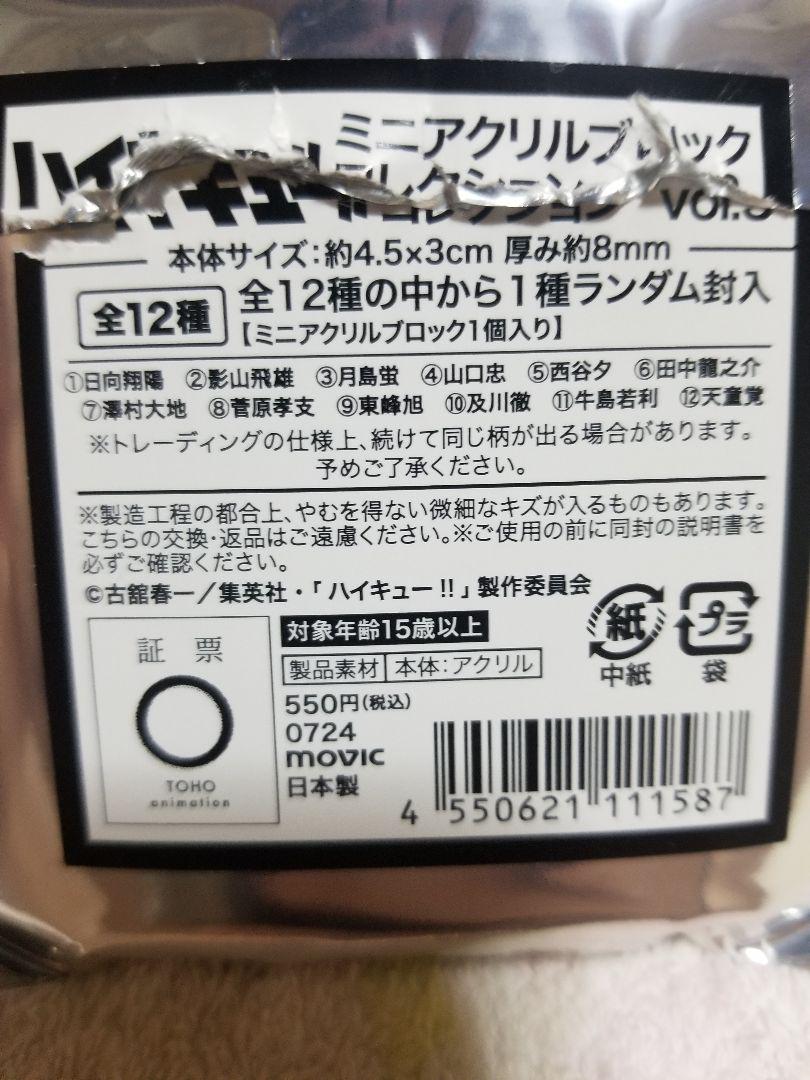 ハイキュー!! ミニアクリルブロック
コレクション vol.
本体サイズ：約4.5×3cm 厚み約8mm
全12種
全12種の中から1種ランダム封入
【ミニアクリルブロック1個入り】
①日向翔陽 ②影山飛雄 ③月島蛍 ④山口忠 ⑤西谷夕 ⑥田中龍之介
⑦澤村大地 ⑧菅原孝支 ⑨東峰旭 ⑩及川徹 ⑪牛島若利 ⑫天童覚
※トレーディングの仕様上、続けて同じ柄が出る場合があります。
予めご了承ください。
※製造工程の都合上、やむを得ない微細なキズが入るものもあります。
こちらの交換・返品はご遠慮ください。※ご使用の前に同封の説明書を
必ずご確認ください。
©古舘春一／集英社・「ハイキュー!!」製作委員会
証票
TOHO
animation
対象年齢15歳以上
製品素材 本体：アクリル
550円（税込）
0724
movic
日本製
紙
中紙
プラ
袋
4 550621 111587